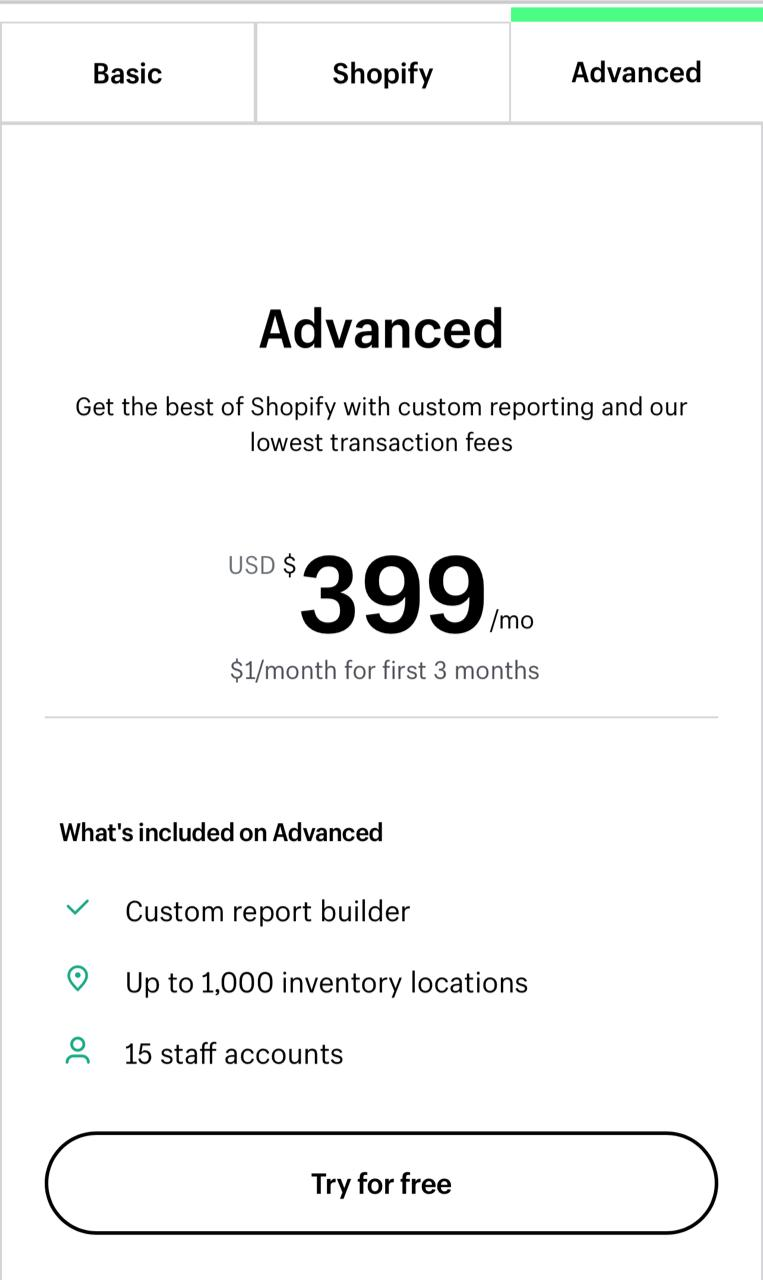 Basic
Shopify
Advanced
Advanced
Get the best of Shopify with custom reporting and our
lowest transaction fees
USD $399/mo
$1/month for first 3 months
What's included on Advanced
Custom report builder
Up to 1,000 inventory locations
15 staff accounts
Try for free